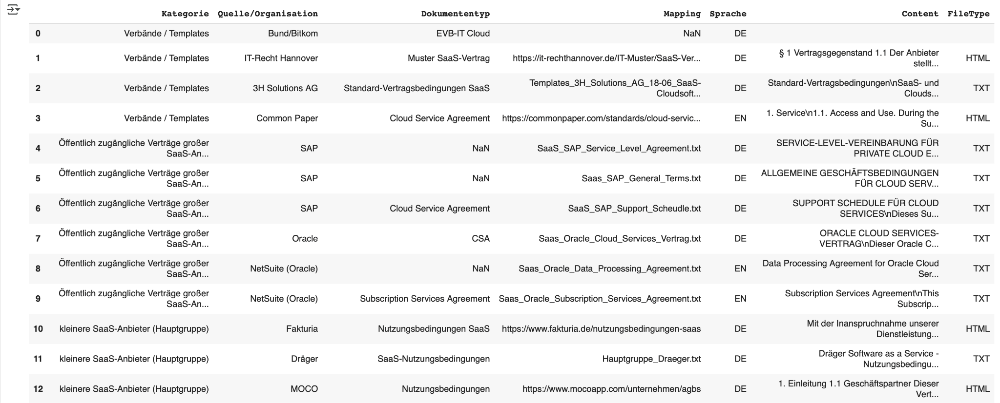 Kategorie Quelle/Organisation Dokumententyp Mapping Sprache Content FileType
0 Verbände / Templates Bund/Bitkom EVB-IT Cloud NaN DE
1 Verbände / Templates IT-Recht Hannover Muster SaaS-Vertrag https://it-rechthannover.de/IT-Muster/SaaS-Ver... DE § 1 Vertragsgegenstand 1.1 Der Anbieter stellt... HTML
2 Verbände / Templates 3H Solutions AG Standard-Vertragsbedingungen SaaS Templates_3H_Solutions_AG_18-06_SaaS-Cloudsoft... DE Standard-Vertragsbedingungen\nSaaS- und Clouds... TXT
3 Verbände / Templates Common Paper Cloud Service Agreement https://commonpaper.com/standards/cloud-servic... EN 1. Service\n1.1. Access and Use. During the Su... HTML
4 Öffentlich zugängliche Verträge großer SaaS-An... SAP NaN SaaS_SAP_Service_Level_Agreement.txt DE SERVICE-LEVEL-VEREINBARUNG FÜR PRIVATE CLOUD E... TXT
5 Öffentlich zugängliche Verträge großer SaaS-An... SAP NaN Saas_SAP_General_Terms.txt DE ALLGEMEINE GESCHÄFTSBEDINGUNGEN FÜR CLOUD SERV... TXT
6 Öffentlich zugängliche Verträge großer SaaS-An... SAP Cloud Service Agreement SaaS_SAP_Support_Scheudle.txt DE SUPPORT SCHEDULE FÜR CLOUD SERVICES\nDieses Su... TXT
7 Öffentlich zugängliche Verträge großer SaaS-An... Oracle CSA Saas_Oracle_Cloud_Services_Vertrag.txt DE ORACLE CLOUD SERVICES-VERTRAG\nDieser Oracle C... TXT
8 Öffentlich zugängliche Verträge großer SaaS-An... NetSuite (Oracle) NaN Saas_Oracle_Data_Processing_Agreement.txt EN Data Processing Agreement for Oracle Cloud Ser... TXT
9 Öffentlich zugängliche Verträge großer SaaS-An... NetSuite (Oracle) Subscription Services Agreement Saas_Oracle_Subscription_Services_Agreement.txt EN Subscription Services Agreement\nThis Subscrip... TXT
10 kleinere SaaS-Anbieter (Hauptgruppe) Fakturia Nutzungsbedingungen SaaS https://www.fakturia.de/nutzungsbedingungen-saas DE Mit der Inanspruchnahme unserer Dienstleistung... HTML
11 kleinere SaaS-Anbieter (Hauptgruppe) Dräger SaaS-Nutzungsbedingungen Hauptgruppe_Draeger.txt DE Dräger Software as a Service - Nutzungsbedingu... TXT
12 kleinere SaaS-Anbieter (Hauptgruppe) MOCO Nutzungsbedingungen https://www.mocoapp.com/unternehmen/agbs DE 1. Einleitung 1.1 Geschäftspartner Dieser Vert... HTML